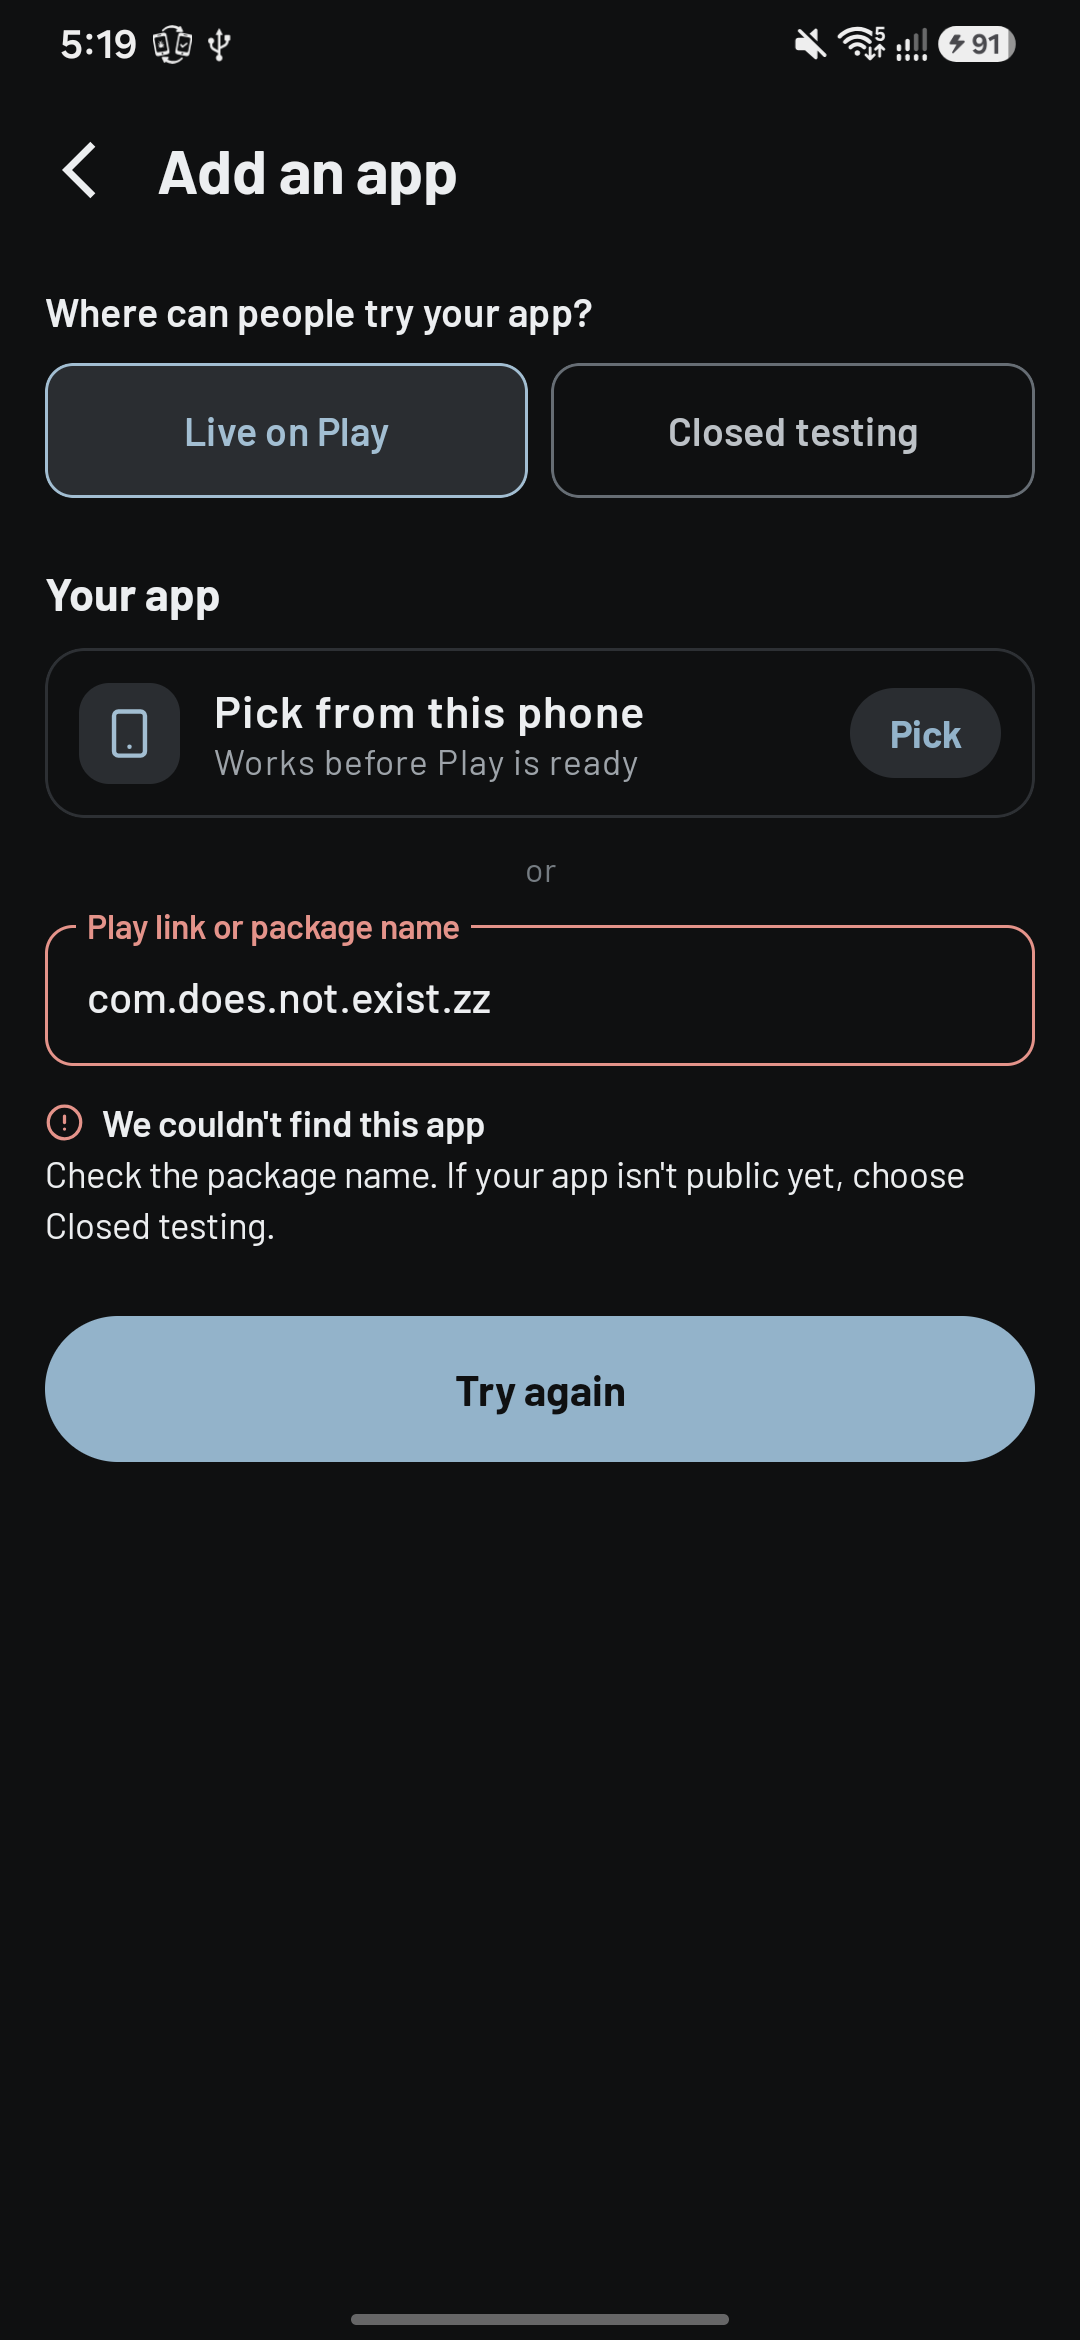 5:19
5
91
Add an app
Where can people try your app?
Live on Play
Closed testing
Your app
Pick from this phone
Works before Play is ready
Pick
or
Play link or package name
com.does.not.exist.zz
We couldn't find this app
Check the package name. If your app isn't public yet, choose
Closed testing.
Try again